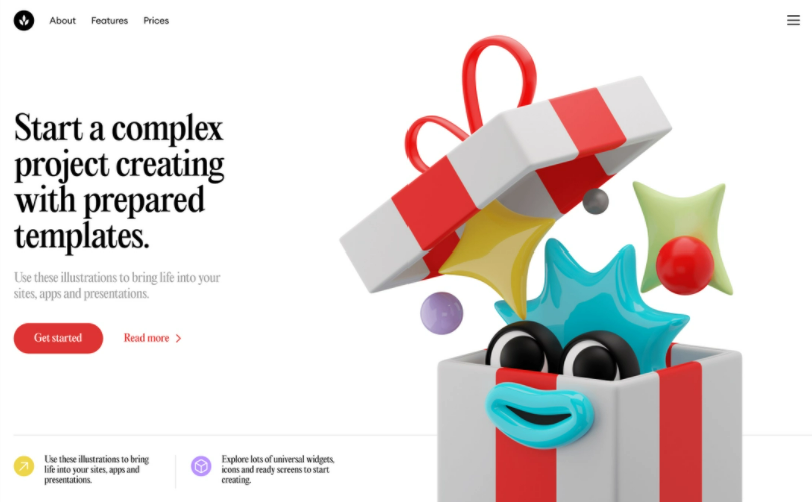 About Features Prices
Start a complex
project creating
with prepared
templates.
Use these illustrations to bring life into your
sites, apps and presentations.
Get started Read more
Use these illustrations to bring
life into your sites, apps and
presentations.
Explore lots of universal widgets,
icons and ready screens to start
creating.